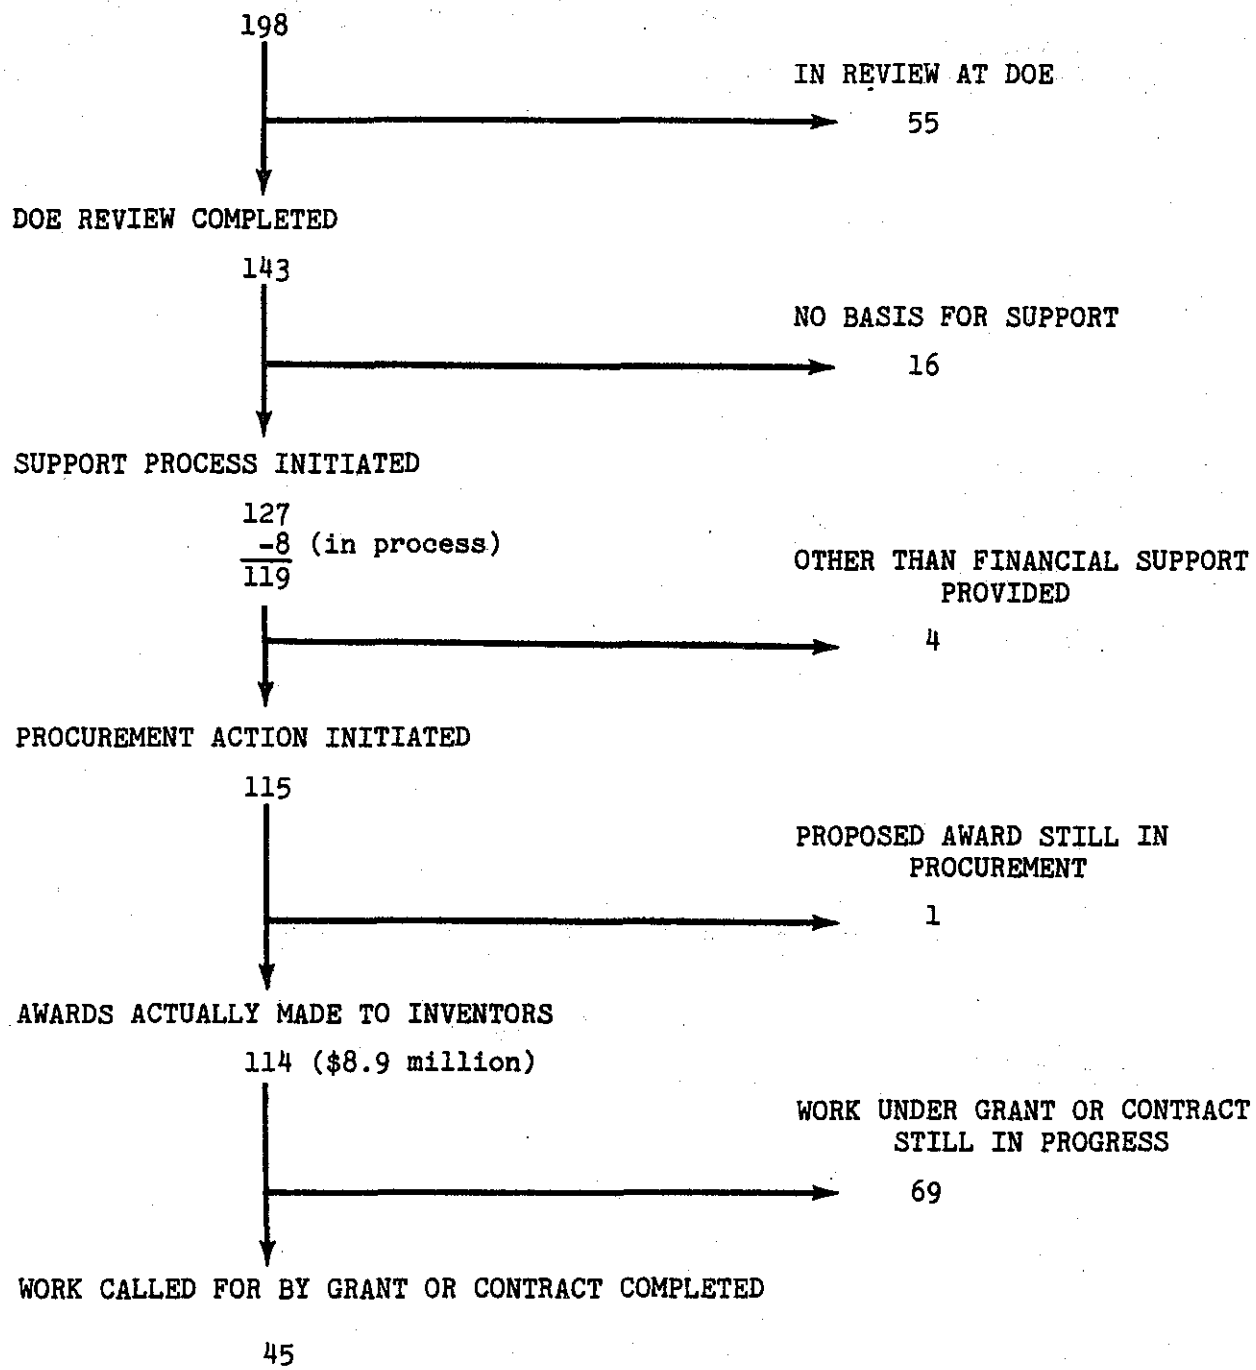 198
IN REVIEW AT DOE
55
DOE REVIEW COMPLETED
143
NO BASIS FOR SUPPORT
16
SUPPORT PROCESS INITIATED
127
-8 (in process)
119
OTHER THAN FINANCIAL SUPPORT
PROVIDED
4
PROCUREMENT ACTION INITIATED
115
PROPOSED AWARD STILL IN
PROCUREMENT
1
AWARDS ACTUALLY MADE TO INVENTORS
114 ($8.9 million)
WORK UNDER GRANT OR CONTRACT
STILL IN PROGRESS
69
WORK CALLED FOR BY GRANT OR CONTRACT COMPLETED
45